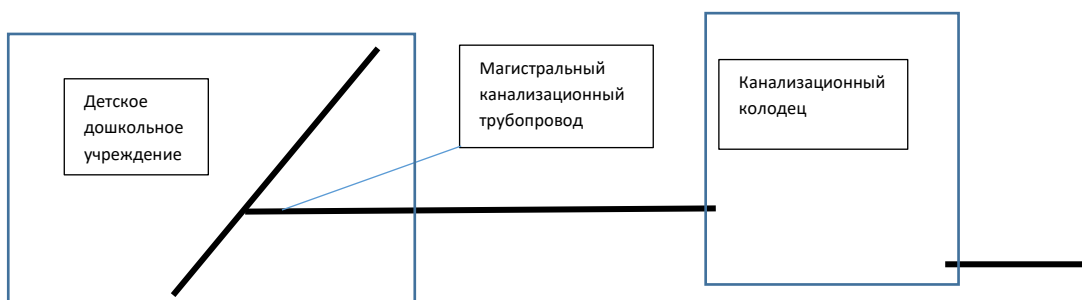 Детское
дошкольное
учреждение
Магистральный
канализационный
трубопровод
Канализационный
колодец